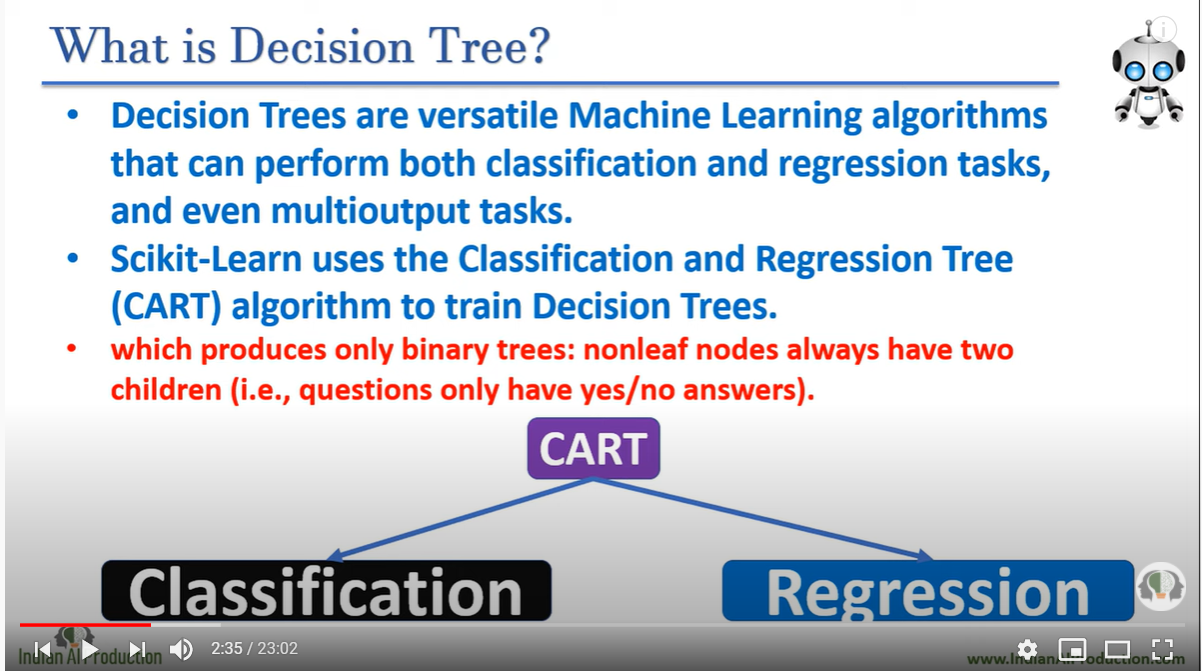 What is Decision Tree?
• Decision Trees are versatile Machine Learning algorithms
that can perform both classification and regression tasks,
and even multioutput tasks.
• Scikit-Learn uses the Classification and Regression Tree
(CART) algorithm to train Decision Trees.
• which produces only binary trees: nonleaf nodes always have two
children (i.e., questions only have yes/no answers).
CART
Classification
Regression
2:35 / 23:02
Indian AI Production
www.IndianAIProduction.com